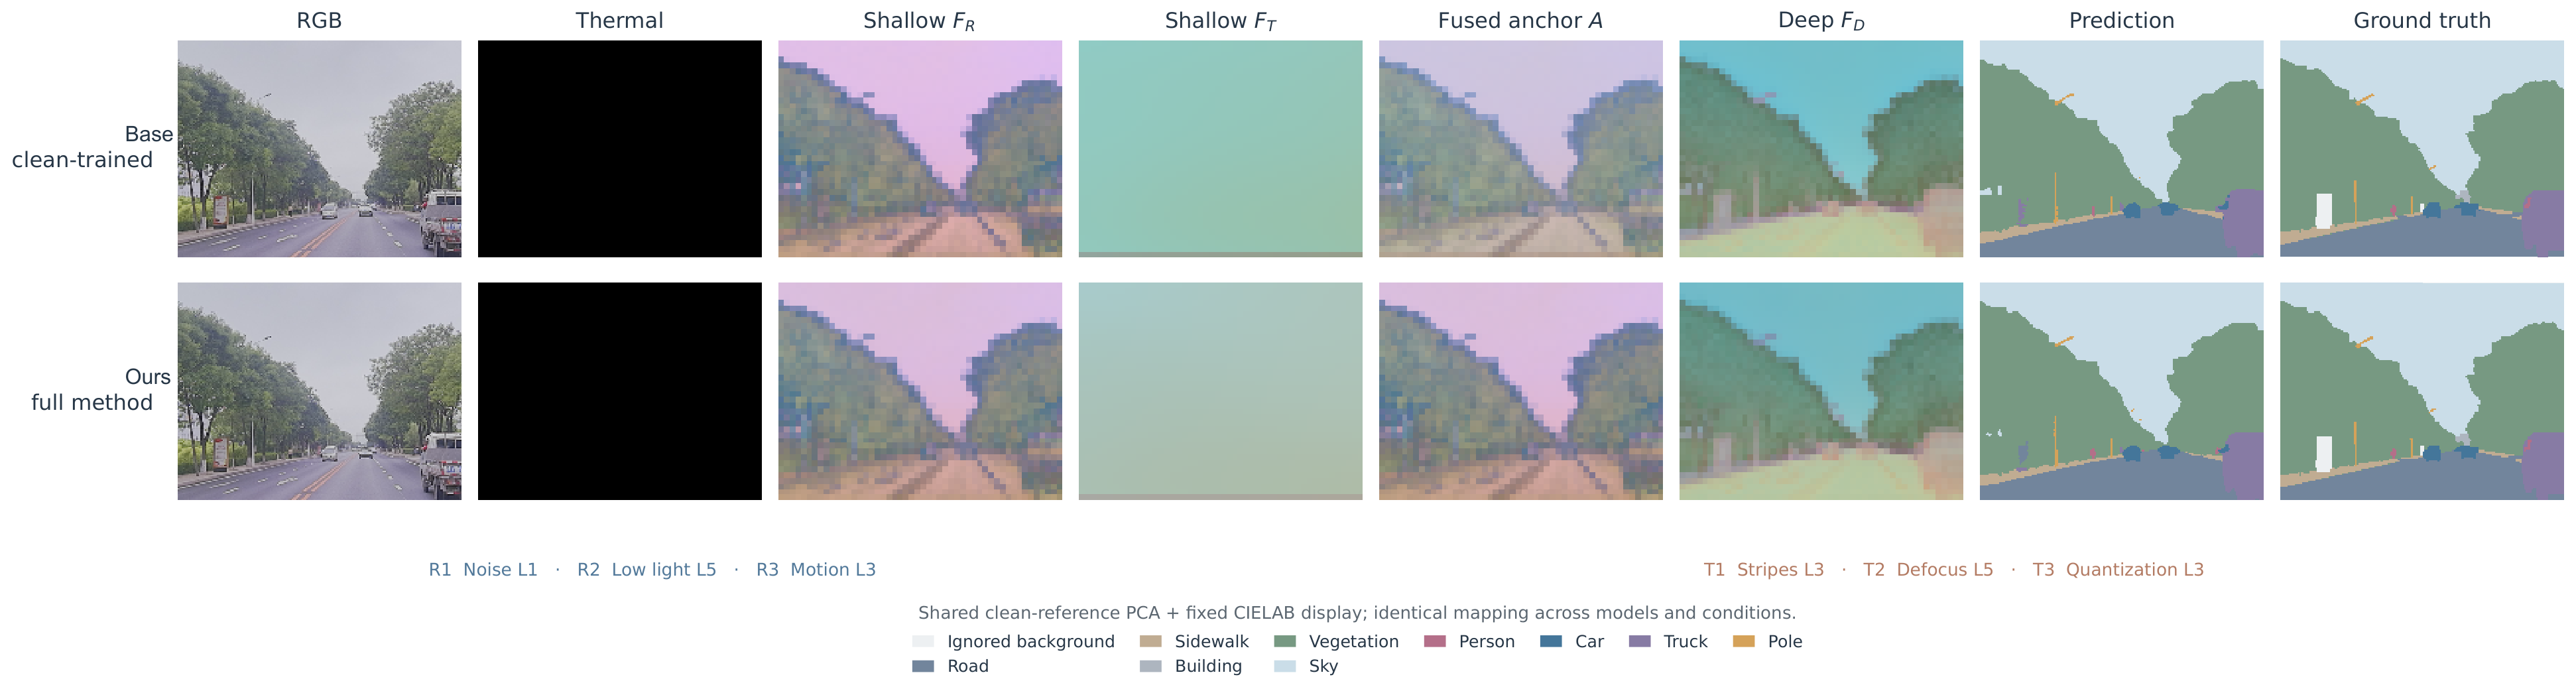 RGB Thermal Shallow F_R Shallow F_T Fused anchor A Deep F_D Prediction Ground truth
Base
clean-trained
Ours
full method
R1 Noise L1 · R2 Low light L5 · R3 Motion L3
T1 Stripes L3 · T2 Defocus L5 · T3 Quantization L3
Shared clean-reference PCA + fixed CIELAB display; identical mapping across models and conditions.
Ignored background Sidewalk Vegetation Person Car Truck Pole
Road Building Sky